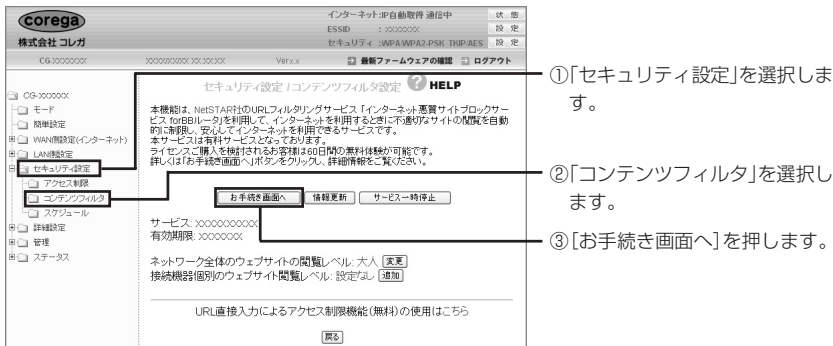 corega
株式会社 コレガ
インターネット:IP自動取得 通信中
状 態
ESSID : xxxxxxx
設 定
セキュリティ :WPA/WPA2-PSK TKIP/AES
設 定
Ver.x.x
最新ファームウェアの確認
ログアウト
セキュリティ設定 / コンテンツフィルタ設定 ? HELP
モード
簡単設定
WAN側設定(インターネット)
LAN側設定
セキュリティ設定
アクセス制限
コンテンツフィルタ
スケジュール
詳細設定
管理
ステータス
本機能は、NetSTAR社のURLフィルタリングサービス「インターネット悪質サイトブロックサー
ビス forBBルータ」を利用して、インターネットを利用するときに不適切なサイトの閲覧を自動
的に制限し、安心してインターネットを利用できるサービスです。
本サービスは有料サービスとなっております。
ライセンスご購入を検討されるお客様は60日間の無料体験が可能です。
詳しくは「お手続き画面へ」ボタンをクリックし、詳細情報をご覧ください。
お手続き画面へ 情報更新 サービス一時停止
サービス: xxxxxxxxxx
有効期限: xxxxxxx
ネットワーク全体のウェブサイトの閲覧レベル: 大人 変更
接続機器個別のウェブサイト閲覧レベル: 設定なし 追加
URL直接入力によるアクセス制限機能(無料)の使用はこちら
戻る
①「セキュリティ設定」を選択しま
す。
②「コンテンツフィルタ」を選択し
ます。
③[お手続き画面へ]を押します。